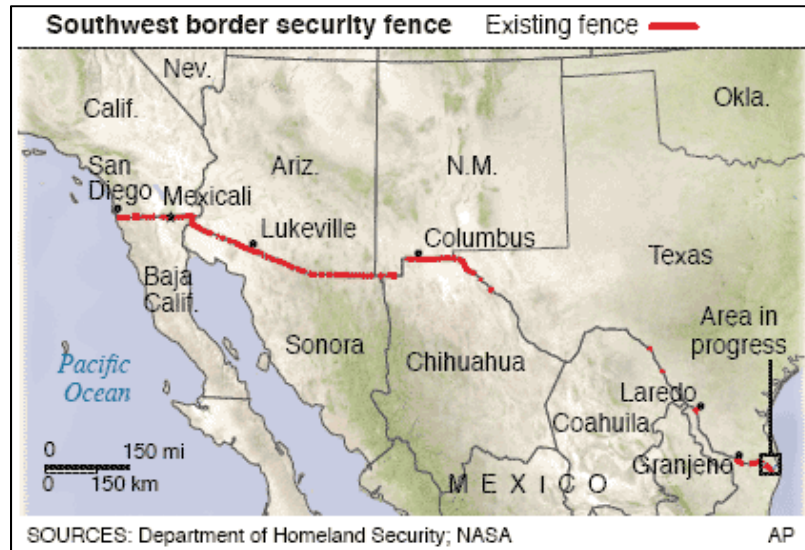 Southwest border security fence Existing fence
Nev.
Calif.
Okla.
San
Diego
Mexicali
Ariz.
N.M.
Lukeville
Columbus
Texas
Baja
Calif.
Sonora
Chihuahua
Area in
progress
Pacific
Ocean
Laredo
Coahuila
0 150 mi
0 150 km
Granjeno
MEXICO
SOURCES: Department of Homeland Security; NASA AP